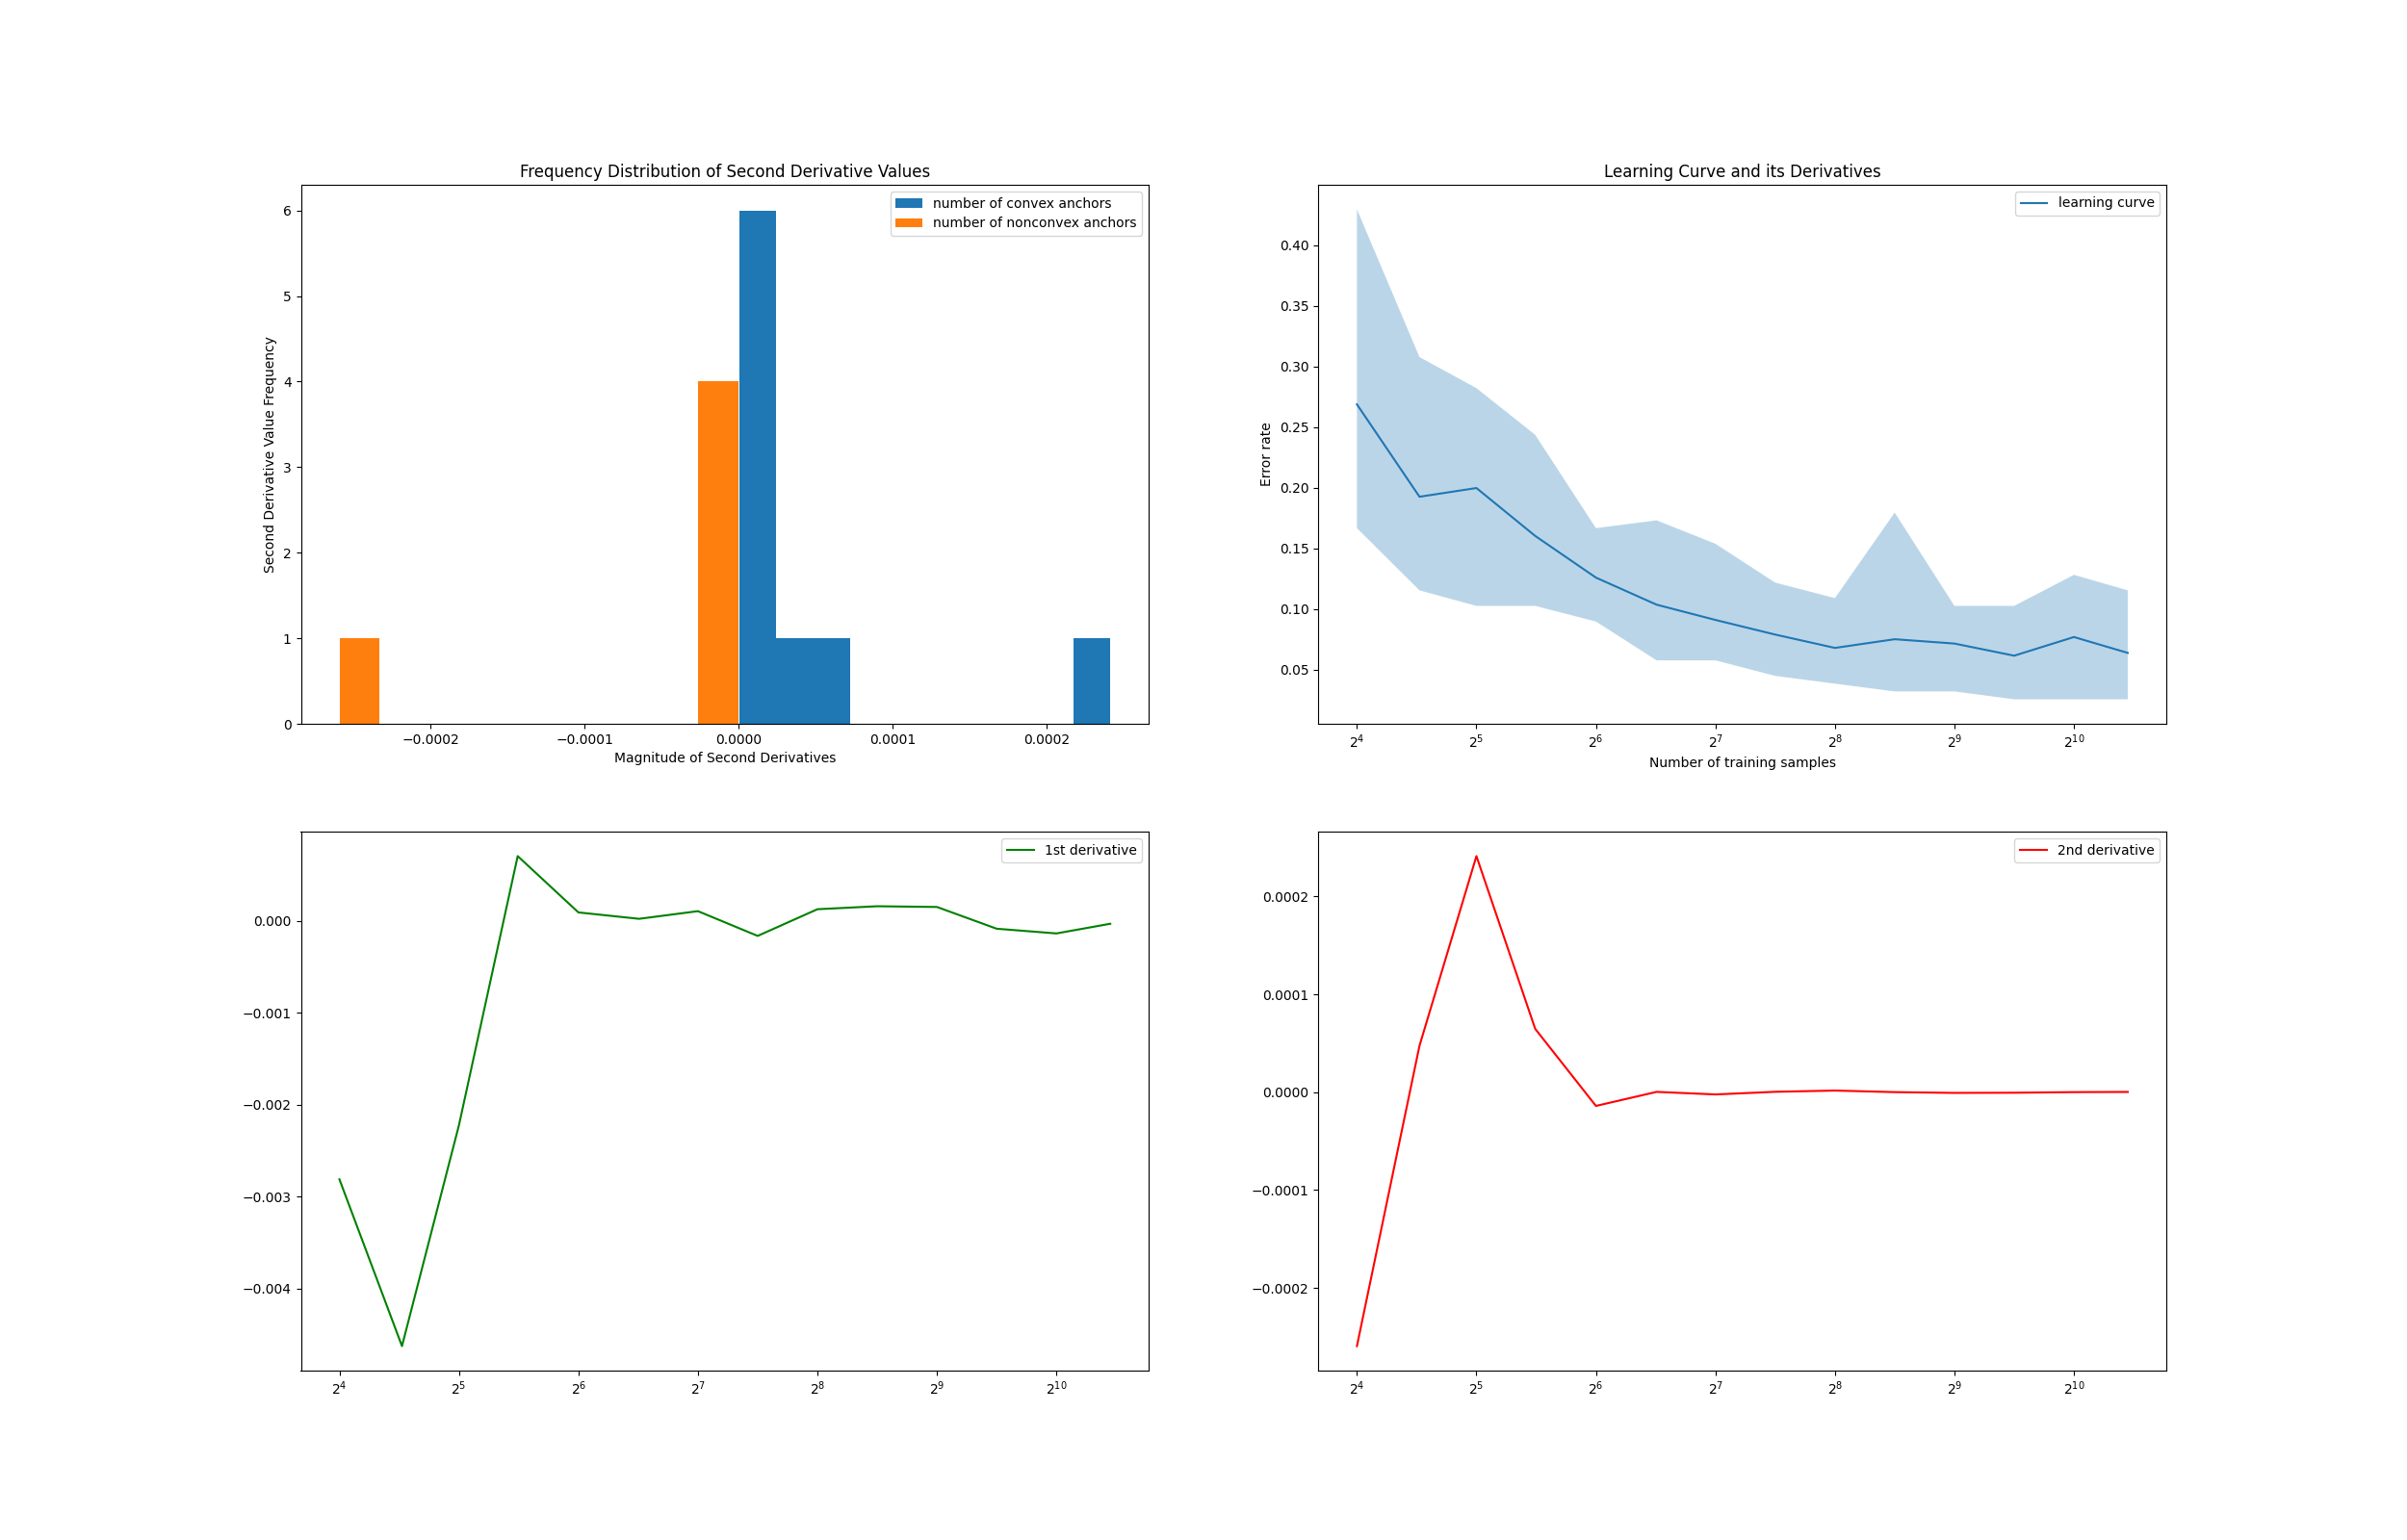 Frequency Distribution of Second Derivative Values
number of convex anchors
number of nonconvex anchors
Second Derivative Value Frequency
6
5
4
3
2
1
0
−0.0002 −0.0001 0.0000 0.0001 0.0002
Magnitude of Second Derivatives
Learning Curve and its Derivatives
learning curve
Error rate
0.40
0.35
0.30
0.25
0.20
0.15
0.10
0.05
2⁴ 2⁵ 2⁶ 2⁷ 2⁸ 2⁹ 2¹⁰
Number of training samples
1st derivative
0.000
−0.001
−0.002
−0.003
−0.004
2⁴ 2⁵ 2⁶ 2⁷ 2⁸ 2⁹ 2¹⁰
2nd derivative
0.0002
0.0001
0.0000
−0.0001
−0.0002
2⁴ 2⁵ 2⁶ 2⁷ 2⁸ 2⁹ 2¹⁰